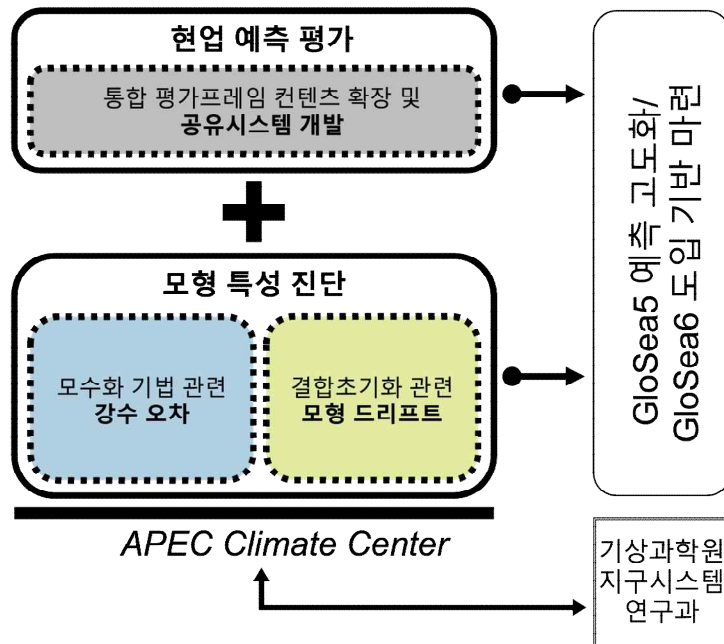 현업 예측 평가
통합 평가프레임 컨텐츠 확장 및
공유시스템 개발
모형 특성 진단
모수화 기법 관련
강수 오차
결합초기화 관련
모형 드리프트
APEC Climate Center
GloSea5 예측 고도화/
GloSea6 도입 기반 마련
기상과학원
지구시스템
연구과